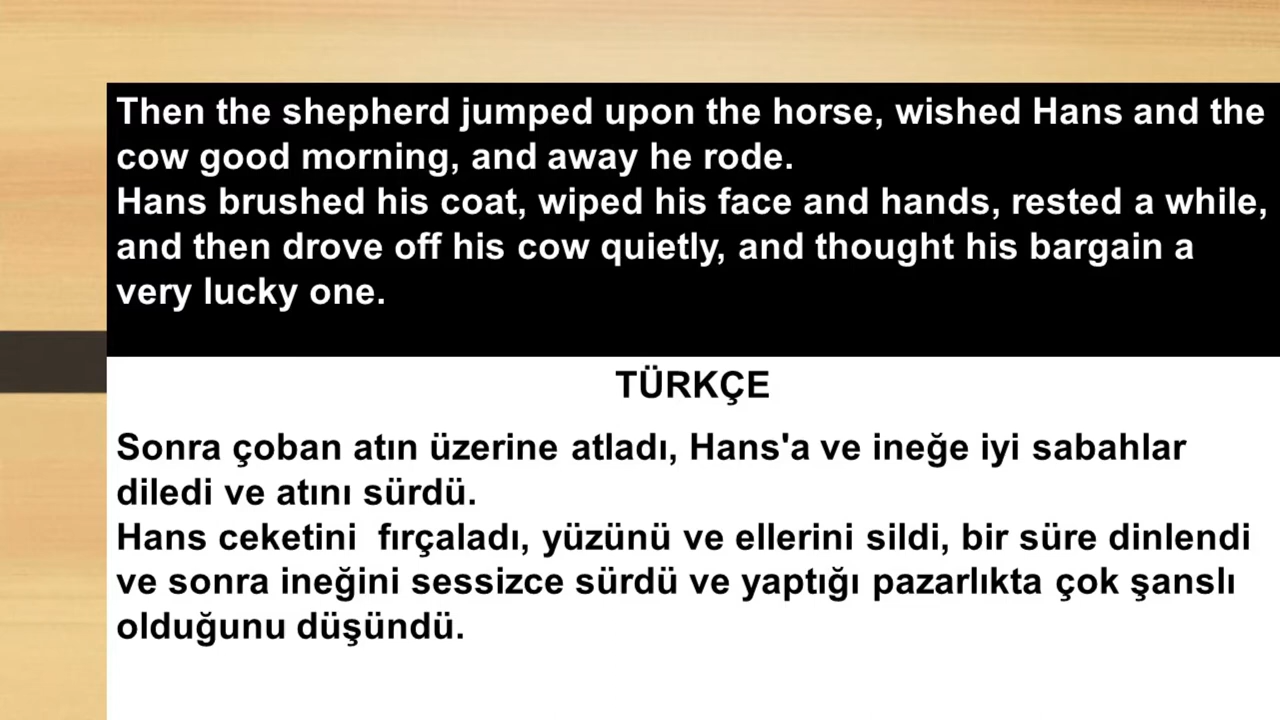 Then the shepherd jumped upon the horse, wished Hans and the
cow good morning, and away he rode.
Hans brushed his coat, wiped his face and hands, rested a while,
and then drove off his cow quietly, and thought his bargain a
very lucky one.
TÜRKÇE
Sonra çoban atın üzerine atladı, Hans'a ve ineğe iyi sabahlar
diledi ve atını sürdü.
Hans ceketini  fırçaladı, yüzünü ve ellerini sildi, bir süre dinlendi
ve sonra ineğini sessizce sürdü ve yaptığı pazarlıkta çok şanslı
olduğunu düşündü.